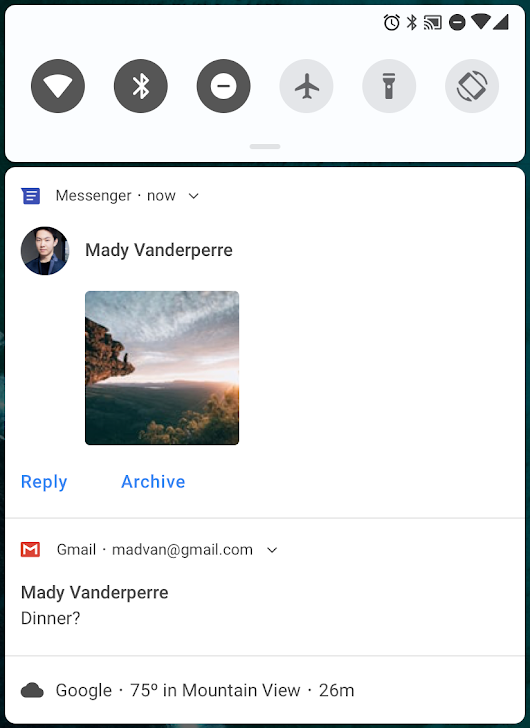 Messenger · now
Mady Vanderperre
Reply Archive
Gmail · madvan@gmail.com
Mady Vanderperre
Dinner?
Google · 75º in Mountain View · 26m